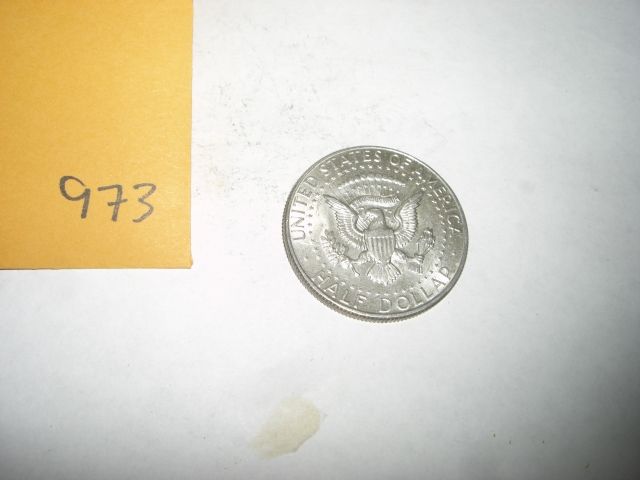 973
UNITED STATES OF AMERICA
HALF DOLLAR